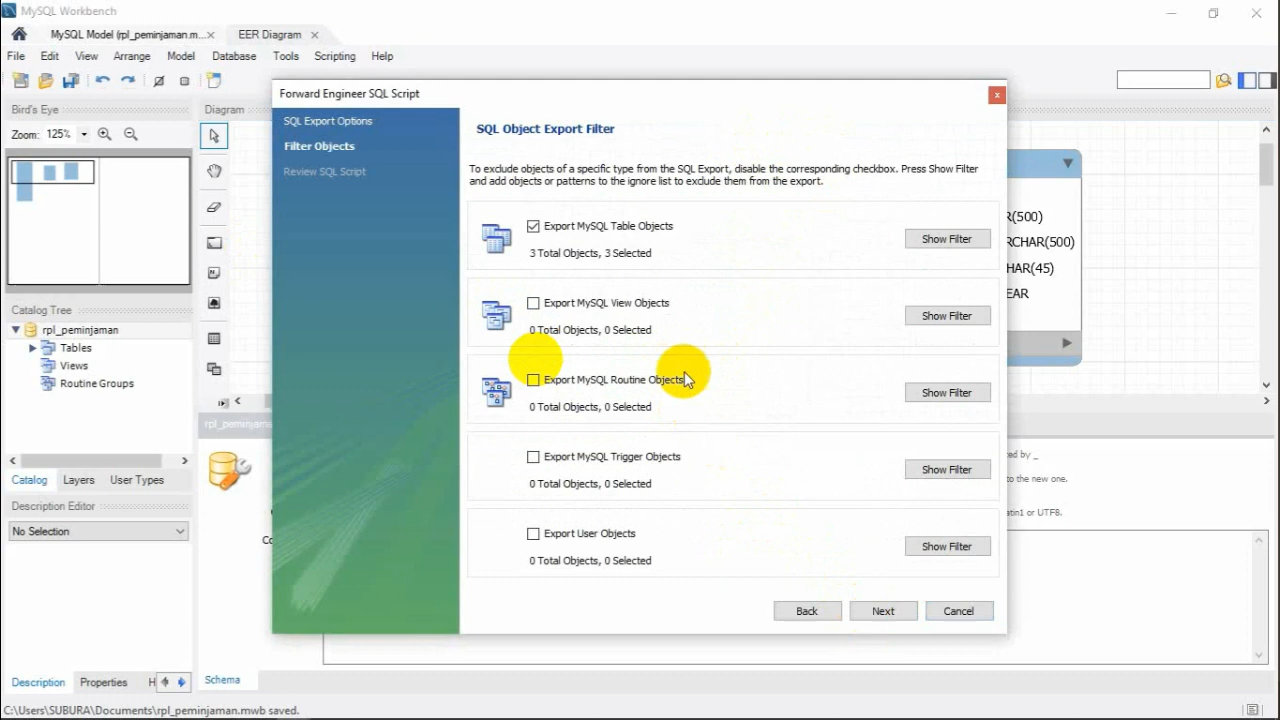 MySQL Workbench
MySQL Model (rpl_peminjaman.m... EER Diagram
File Edit View Arrange Model Database Tools Scripting Help
Bird's Eye
Zoom: 125%
Diagram
Forward Engineer SQL Script
SQL Export Options
Filter Objects
Review SQL Script
SQL Object Export Filter
To exclude objects of a specific type from the SQL Export, disable the corresponding checkbox. Press Show Filter
and add objects or patterns to the ignore list to exclude them from the export.
Export MySQL Table Objects
3 Total Objects, 3 Selected
Show Filter
Export MySQL View Objects
0 Total Objects, 0 Selected
Show Filter
Export MySQL Routine Objects
0 Total Objects, 0 Selected
Show Filter
Export MySQL Trigger Objects
0 Total Objects, 0 Selected
Show Filter
Export User Objects
0 Total Objects, 0 Selected
Show Filter
Back Next Cancel
R(500)
RCHAR(500)
HAR(45)
EAR
Catalog Tree
rpl_peminjaman
Tables
Views
Routine Groups
Catalog Layers User Types
Description Editor
No Selection
rpl_peminjama
Co
red by _
to the new one.
atin1 or UTF8.
Description Properties H
Schema
C:\Users\SUBURA\Documents\rpl_peminjaman.mwb saved.